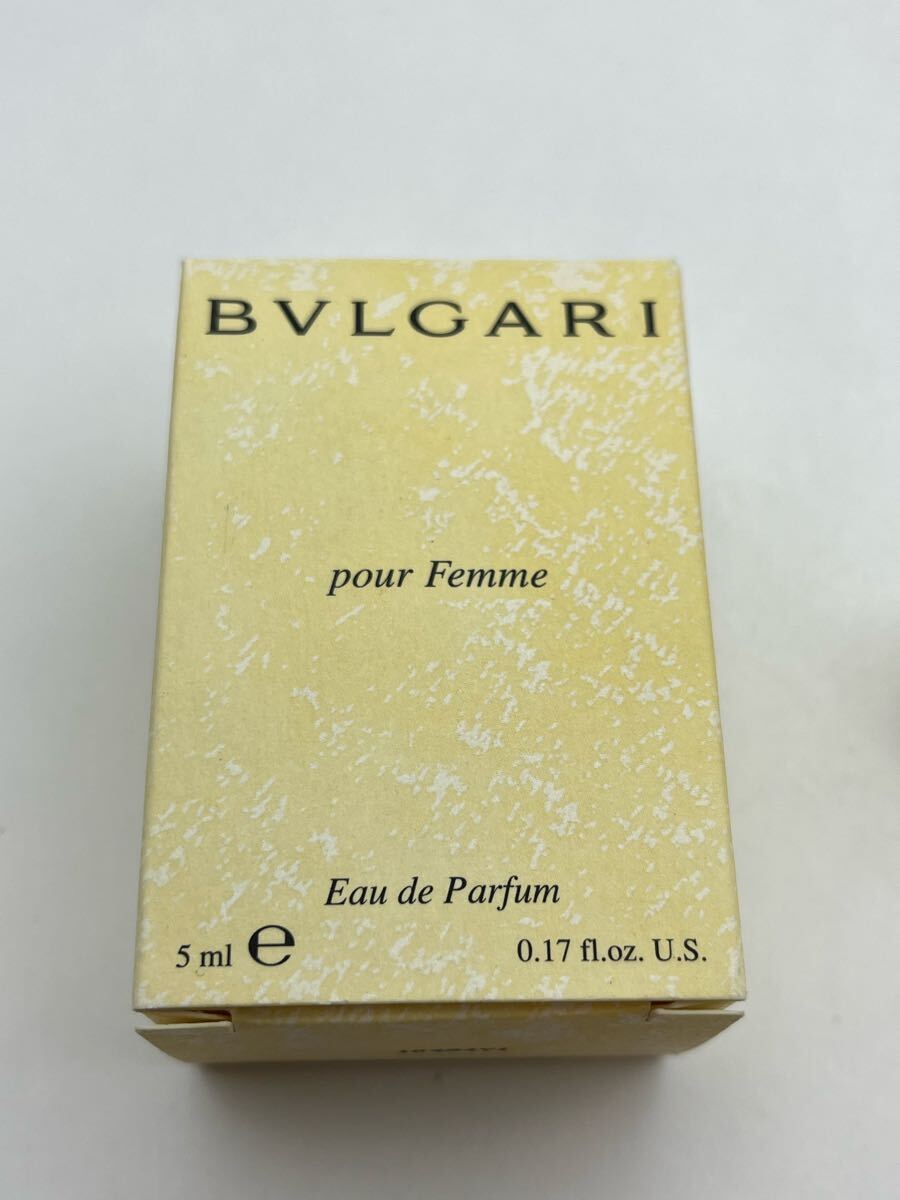 BVLGARI
pour Femme
Eau de Parfum
5 ml ℮ 0.17 fl.oz. U.S.